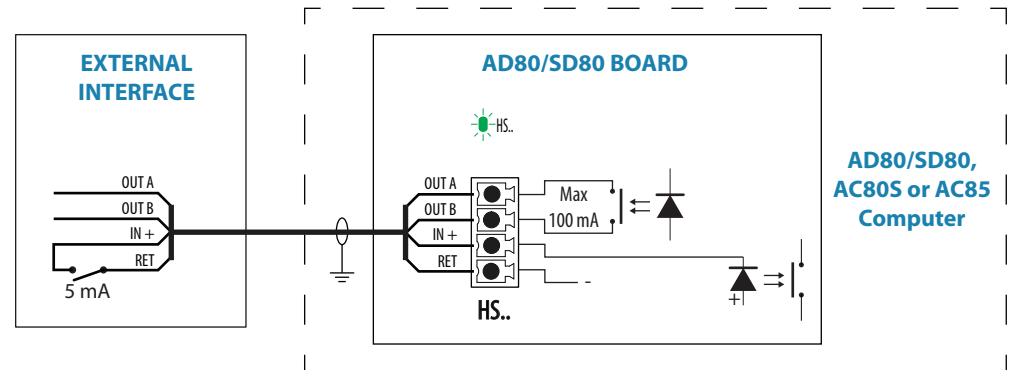 EXTERNAL
INTERFACE
OUT A
OUT B
IN +
RET
5 mA
AD80/SD80 BOARD
HS..
OUT A
OUT B
IN +
RET
HS..
Max
100 mA
-
+
AD80/SD80,
AC80S or AC85
Computer